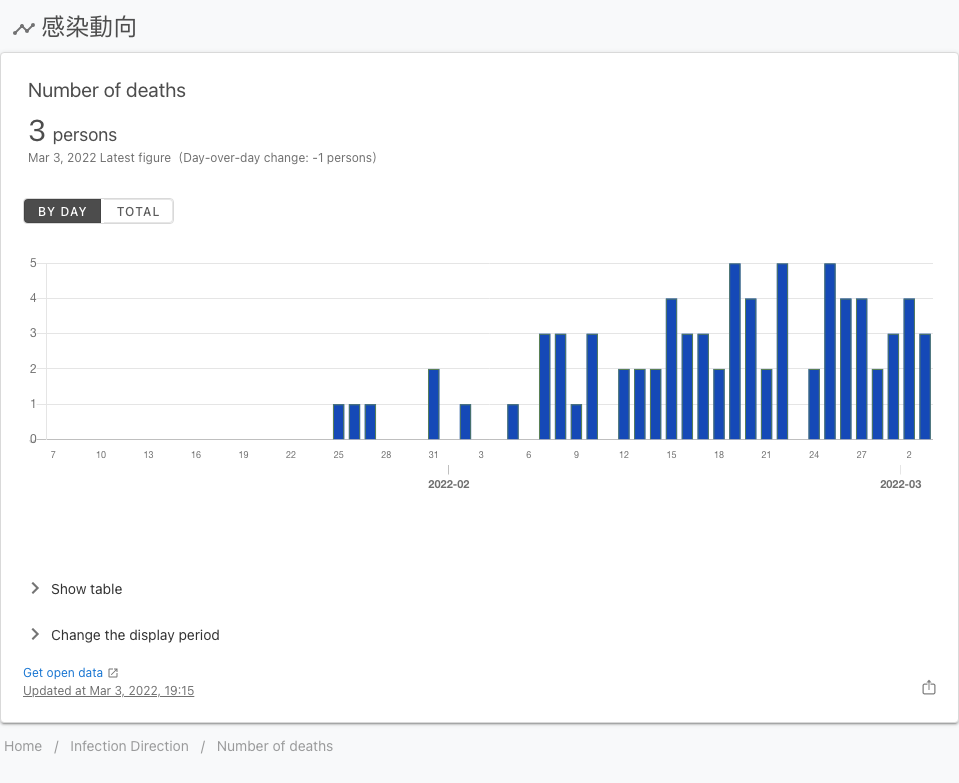 感染動向
Number of deaths
3 persons
Mar 3, 2022 Latest figure (Day-over-day change: -1 persons)
BY DAY TOTAL
5
4
3
2
1
0
7 10 13 16 19 22 25 28 31 3 6 9 12 15 18 21 24 27 2
2022-02 2022-03
Show table
Change the display period
Get open data
Updated at Mar 3, 2022, 19:15
Home / Infection Direction / Number of deaths